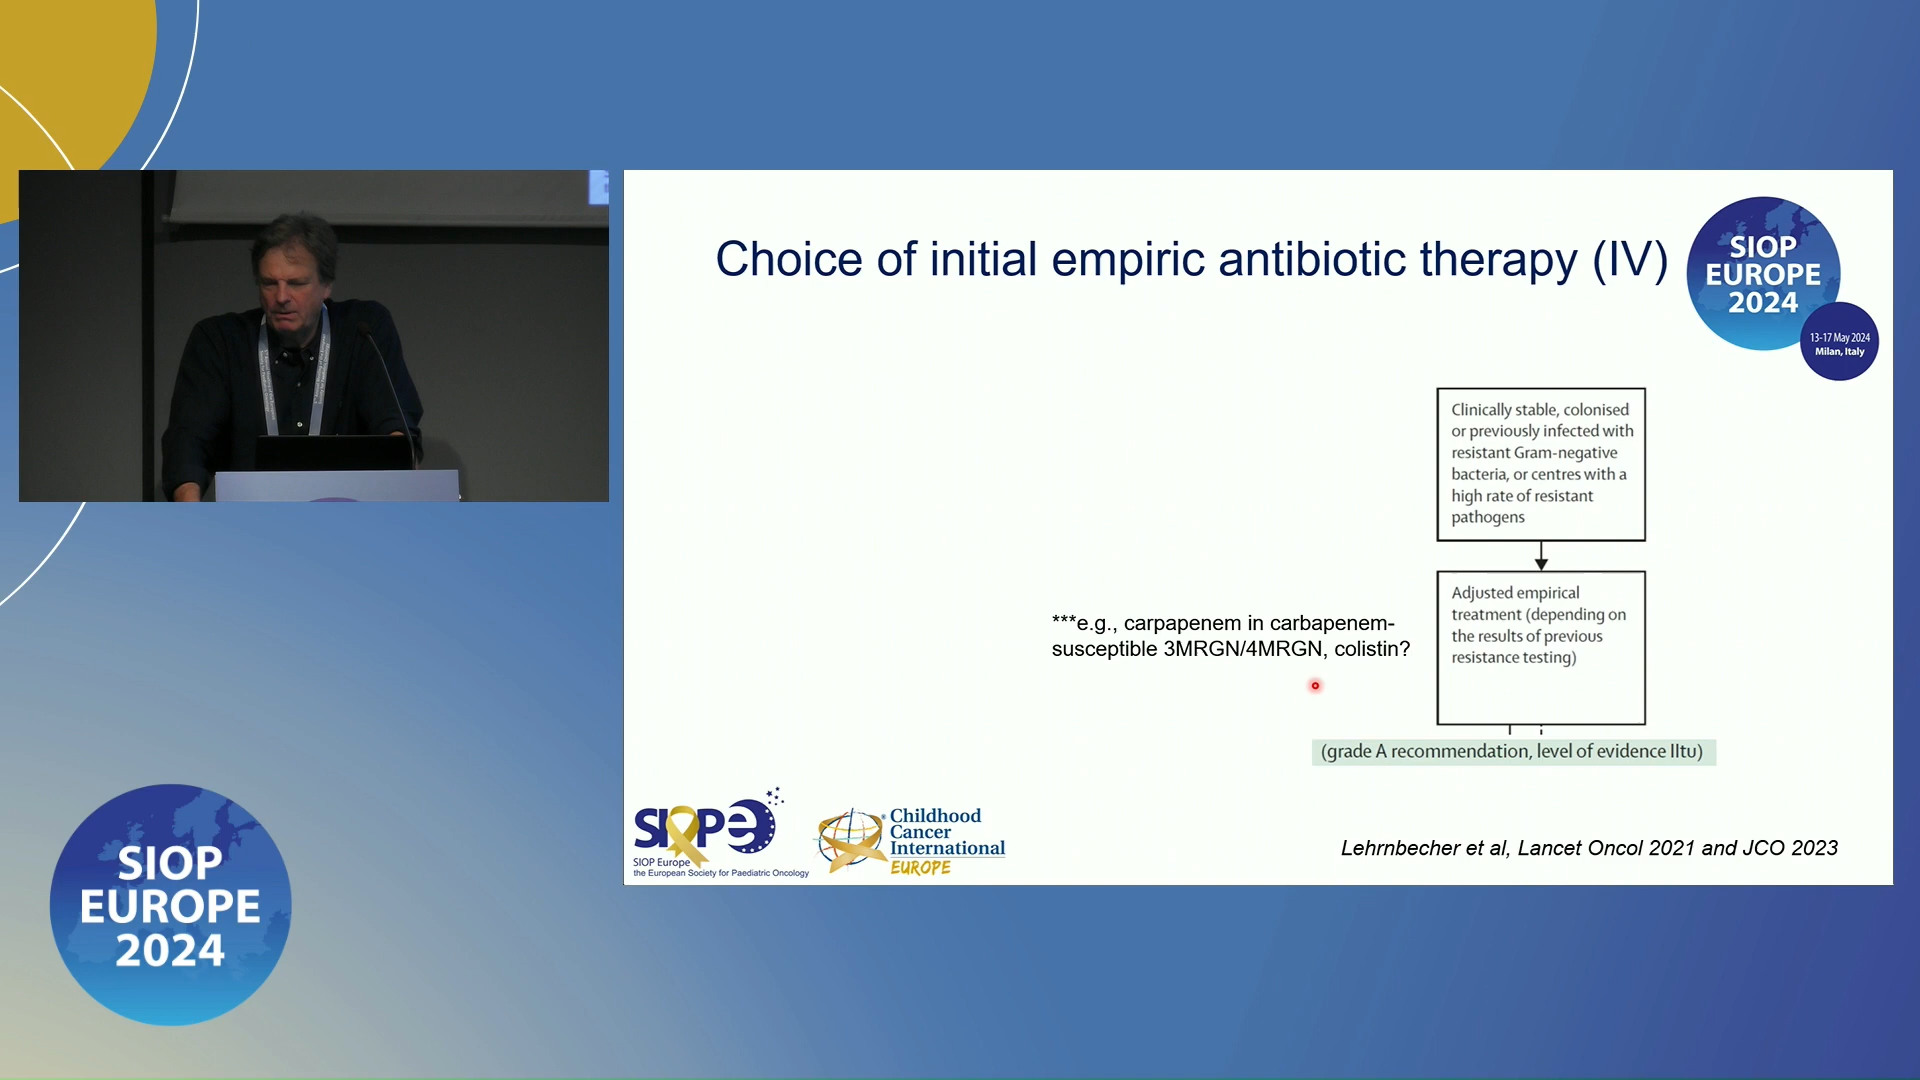 Choice of initial empiric antibiotic therapy (IV)
SIOP
EUROPE
2024
13-17 May 2024
Milan, Italy
Clinically stable, colonised
or previously infected with
resistant Gram-negative
bacteria, or centres with a
high rate of resistant
pathogens
***e.g., carpapenem in carbapenem-
susceptible 3MRGN/4MRGN, colistin?
Adjusted empirical
treatment (depending on
the results of previous
resistance testing)
(grade A recommendation, level of evidence IItu)
SIOPe
SIOP Europe
the European Society for Paediatric Oncology
Childhood
Cancer
International
EUROPE
Lehrnbecher et al, Lancet Oncol 2021 and JCO 2023
SIOP
EUROPE
2024